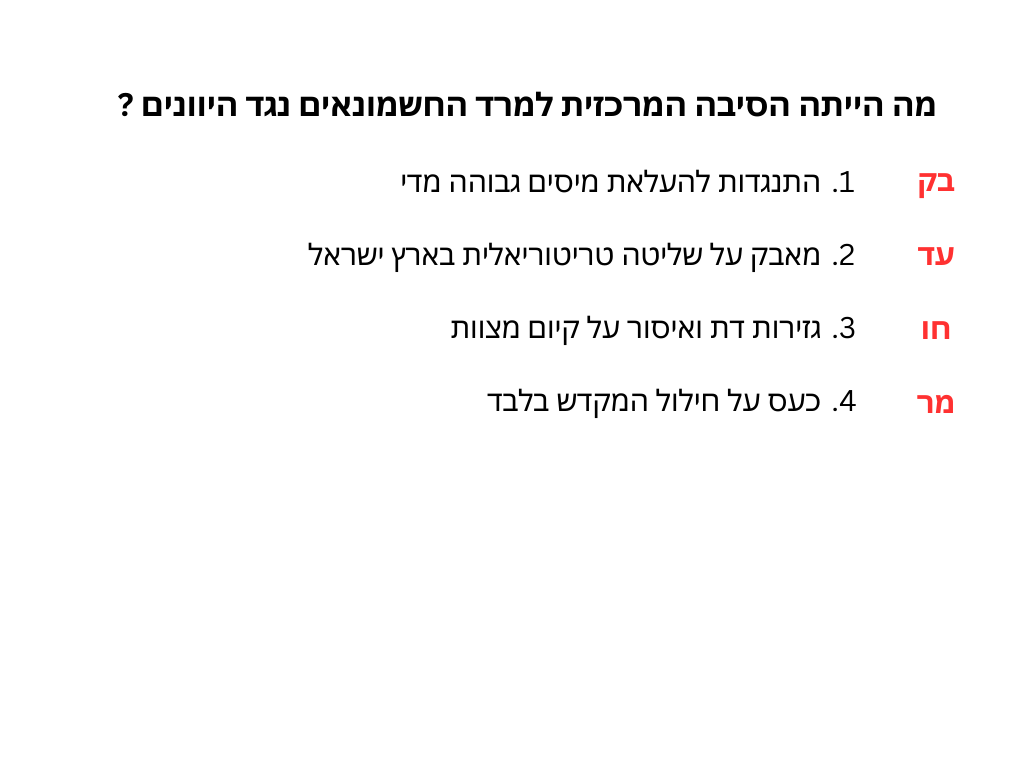 מה הייתה הסיבה המרכזית למרד החשמונאים נגד היוונים ?
בק 1. התנגדות להעלאת מיסים גבוהה מדי
עד 2. מאבק על שליטה טריטוריאלית בארץ ישראל
חו 3. גזירות דת ואיסור על קיום מצוות
מר 4. כעס על חילול המקדש בלבד